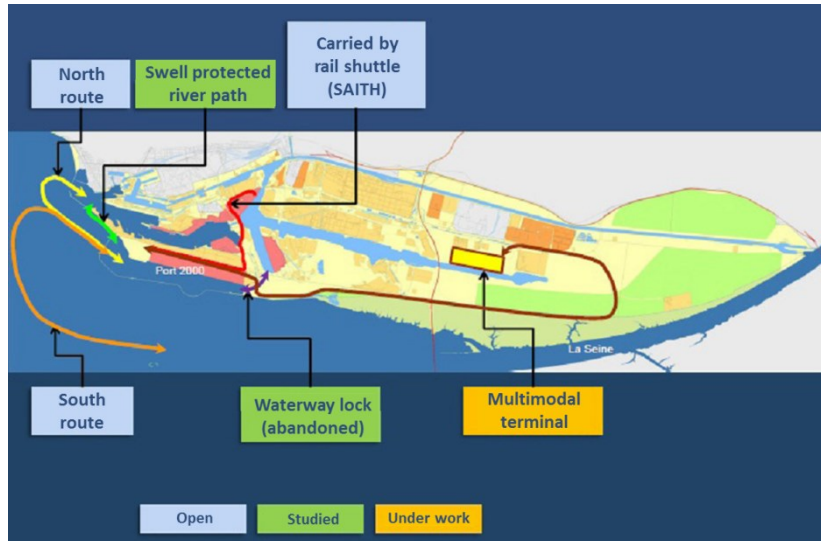 Carried by
rail shuttle
(SAITH)
North
route
Swell protected
river path
Port 2000
La Seine
South
route
Waterway lock
(abandoned)
Multimodal
terminal
Open
Studied
Under work